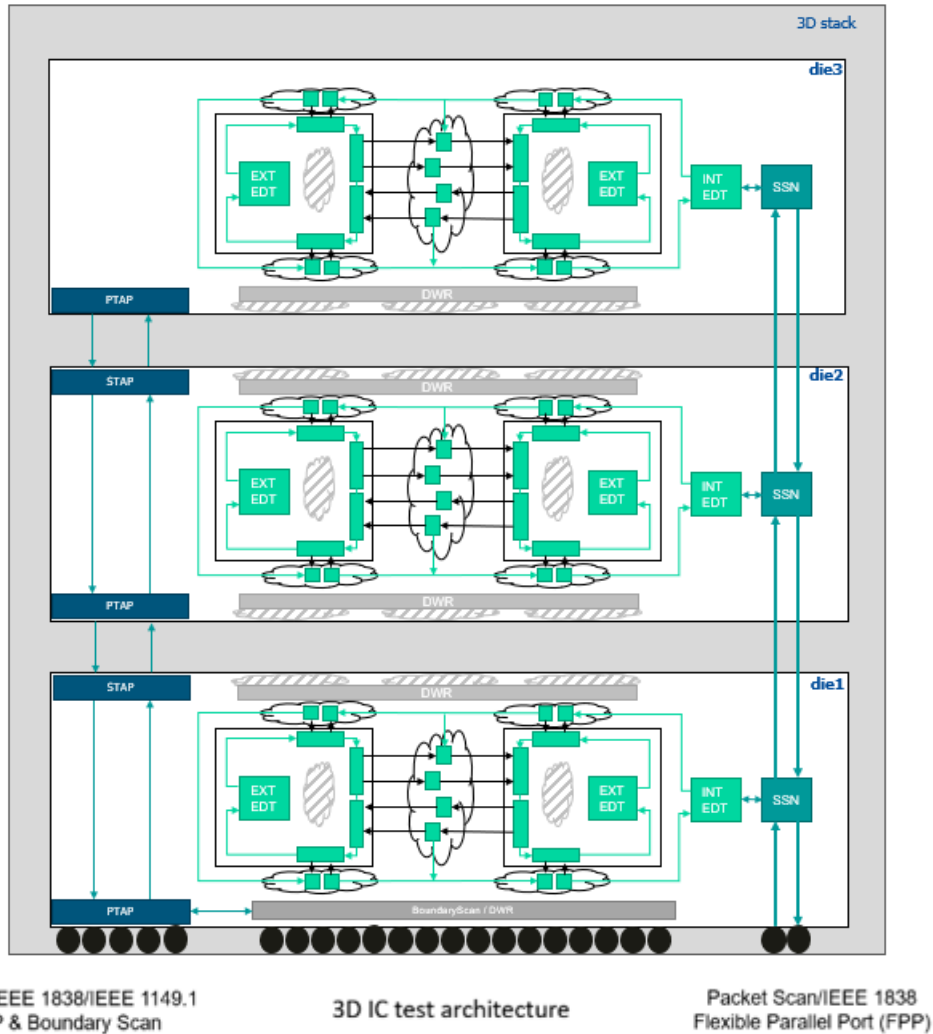 3D stack
die3
EXT
EDT
EXT
EDT
INT
EDT
SSN
DWR
PTAP
STAP
DWR
die2
EXT
EDT
EXT
EDT
INT
EDT
SSN
PTAP
DWR
STAP
DWR
die1
EXT
EDT
EXT
EDT
INT
EDT
SSN
PTAP
BoundaryScan / DWR
EEE 1838/IEEE 1149.1
P & Boundary Scan
3D IC test architecture
Packet Scan/IEEE 1838
Flexible Parallel Port (FPP)